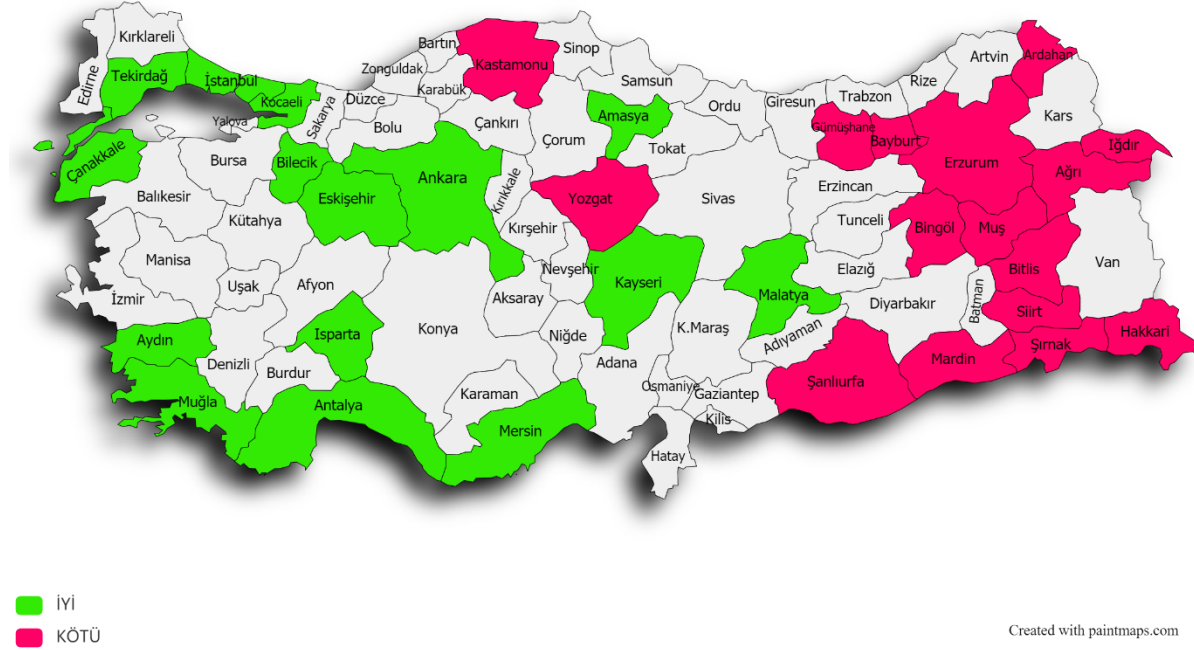 Kırklareli
Edirne
Tekirdağ
İstanbul
Kocaeli
Yalova
Sakarya
Düzce
Bolu
Zonguldak
Bartın
Karabük
Kastamonu
Sinop
Çankırı
Samsun
Amasya
Çorum
Tokat
Ordu
Giresun
Trabzon
Rize
Artvin
Ardahan
Kars
Gümüşhane
Bayburt
Erzurum
Iğdır
Ağrı
Çanakkale
Bursa
Bilecik
Balıkesir
Eskişehir
Ankara
Kırıkkale
Yozgat
Sivas
Erzincan
Tunceli
Bingöl
Muş
Kütahya
Kırşehir
Manisa
Uşak
Afyon
Nevşehir
Kayseri
Malatya
Elazığ
Bitlis
Van
İzmir
Aksaray
Diyarbakır
Batman
Siirt
Aydın
Denizli
Isparta
Konya
Niğde
K.Maraş
Adıyaman
Şırnak
Hakkari
Mardin
Burdur
Adana
Muğla
Antalya
Karaman
Osmaniye
Gaziantep
Şanlıurfa
Mersin
Kilis
Hatay
İYİ
KÖTÜ
Created with paintmaps.com